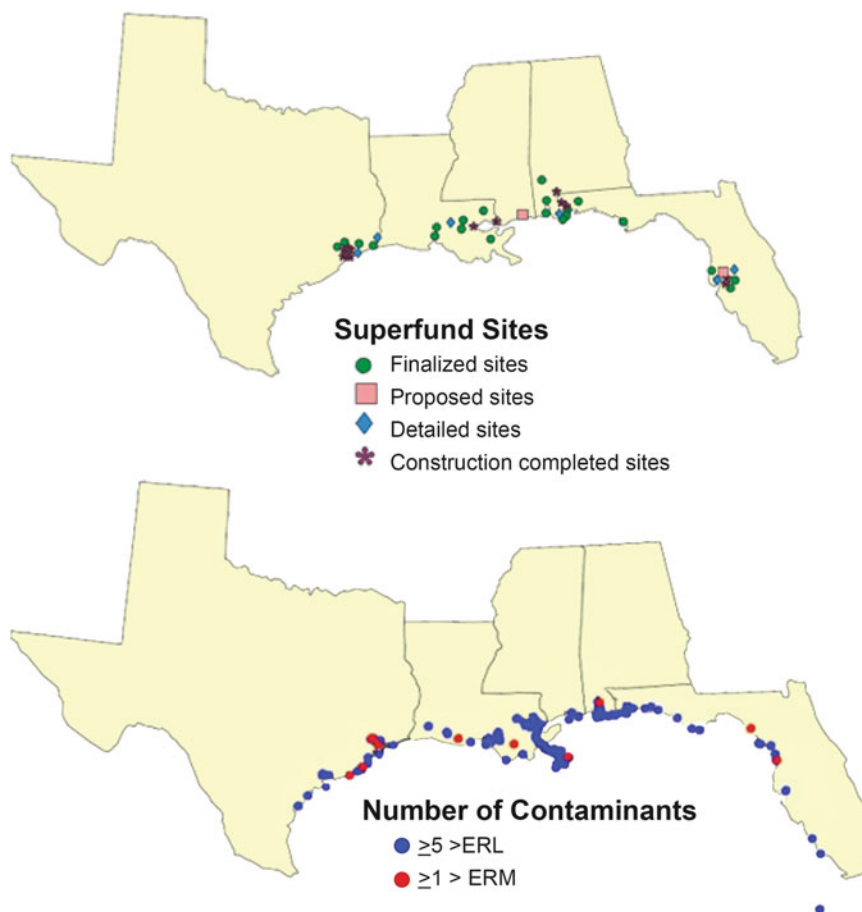 Superfund Sites
Finalized sites
Proposed sites
Detailed sites
Construction completed sites
Number of Contaminants
≥5 >ERL
≥1 > ERM